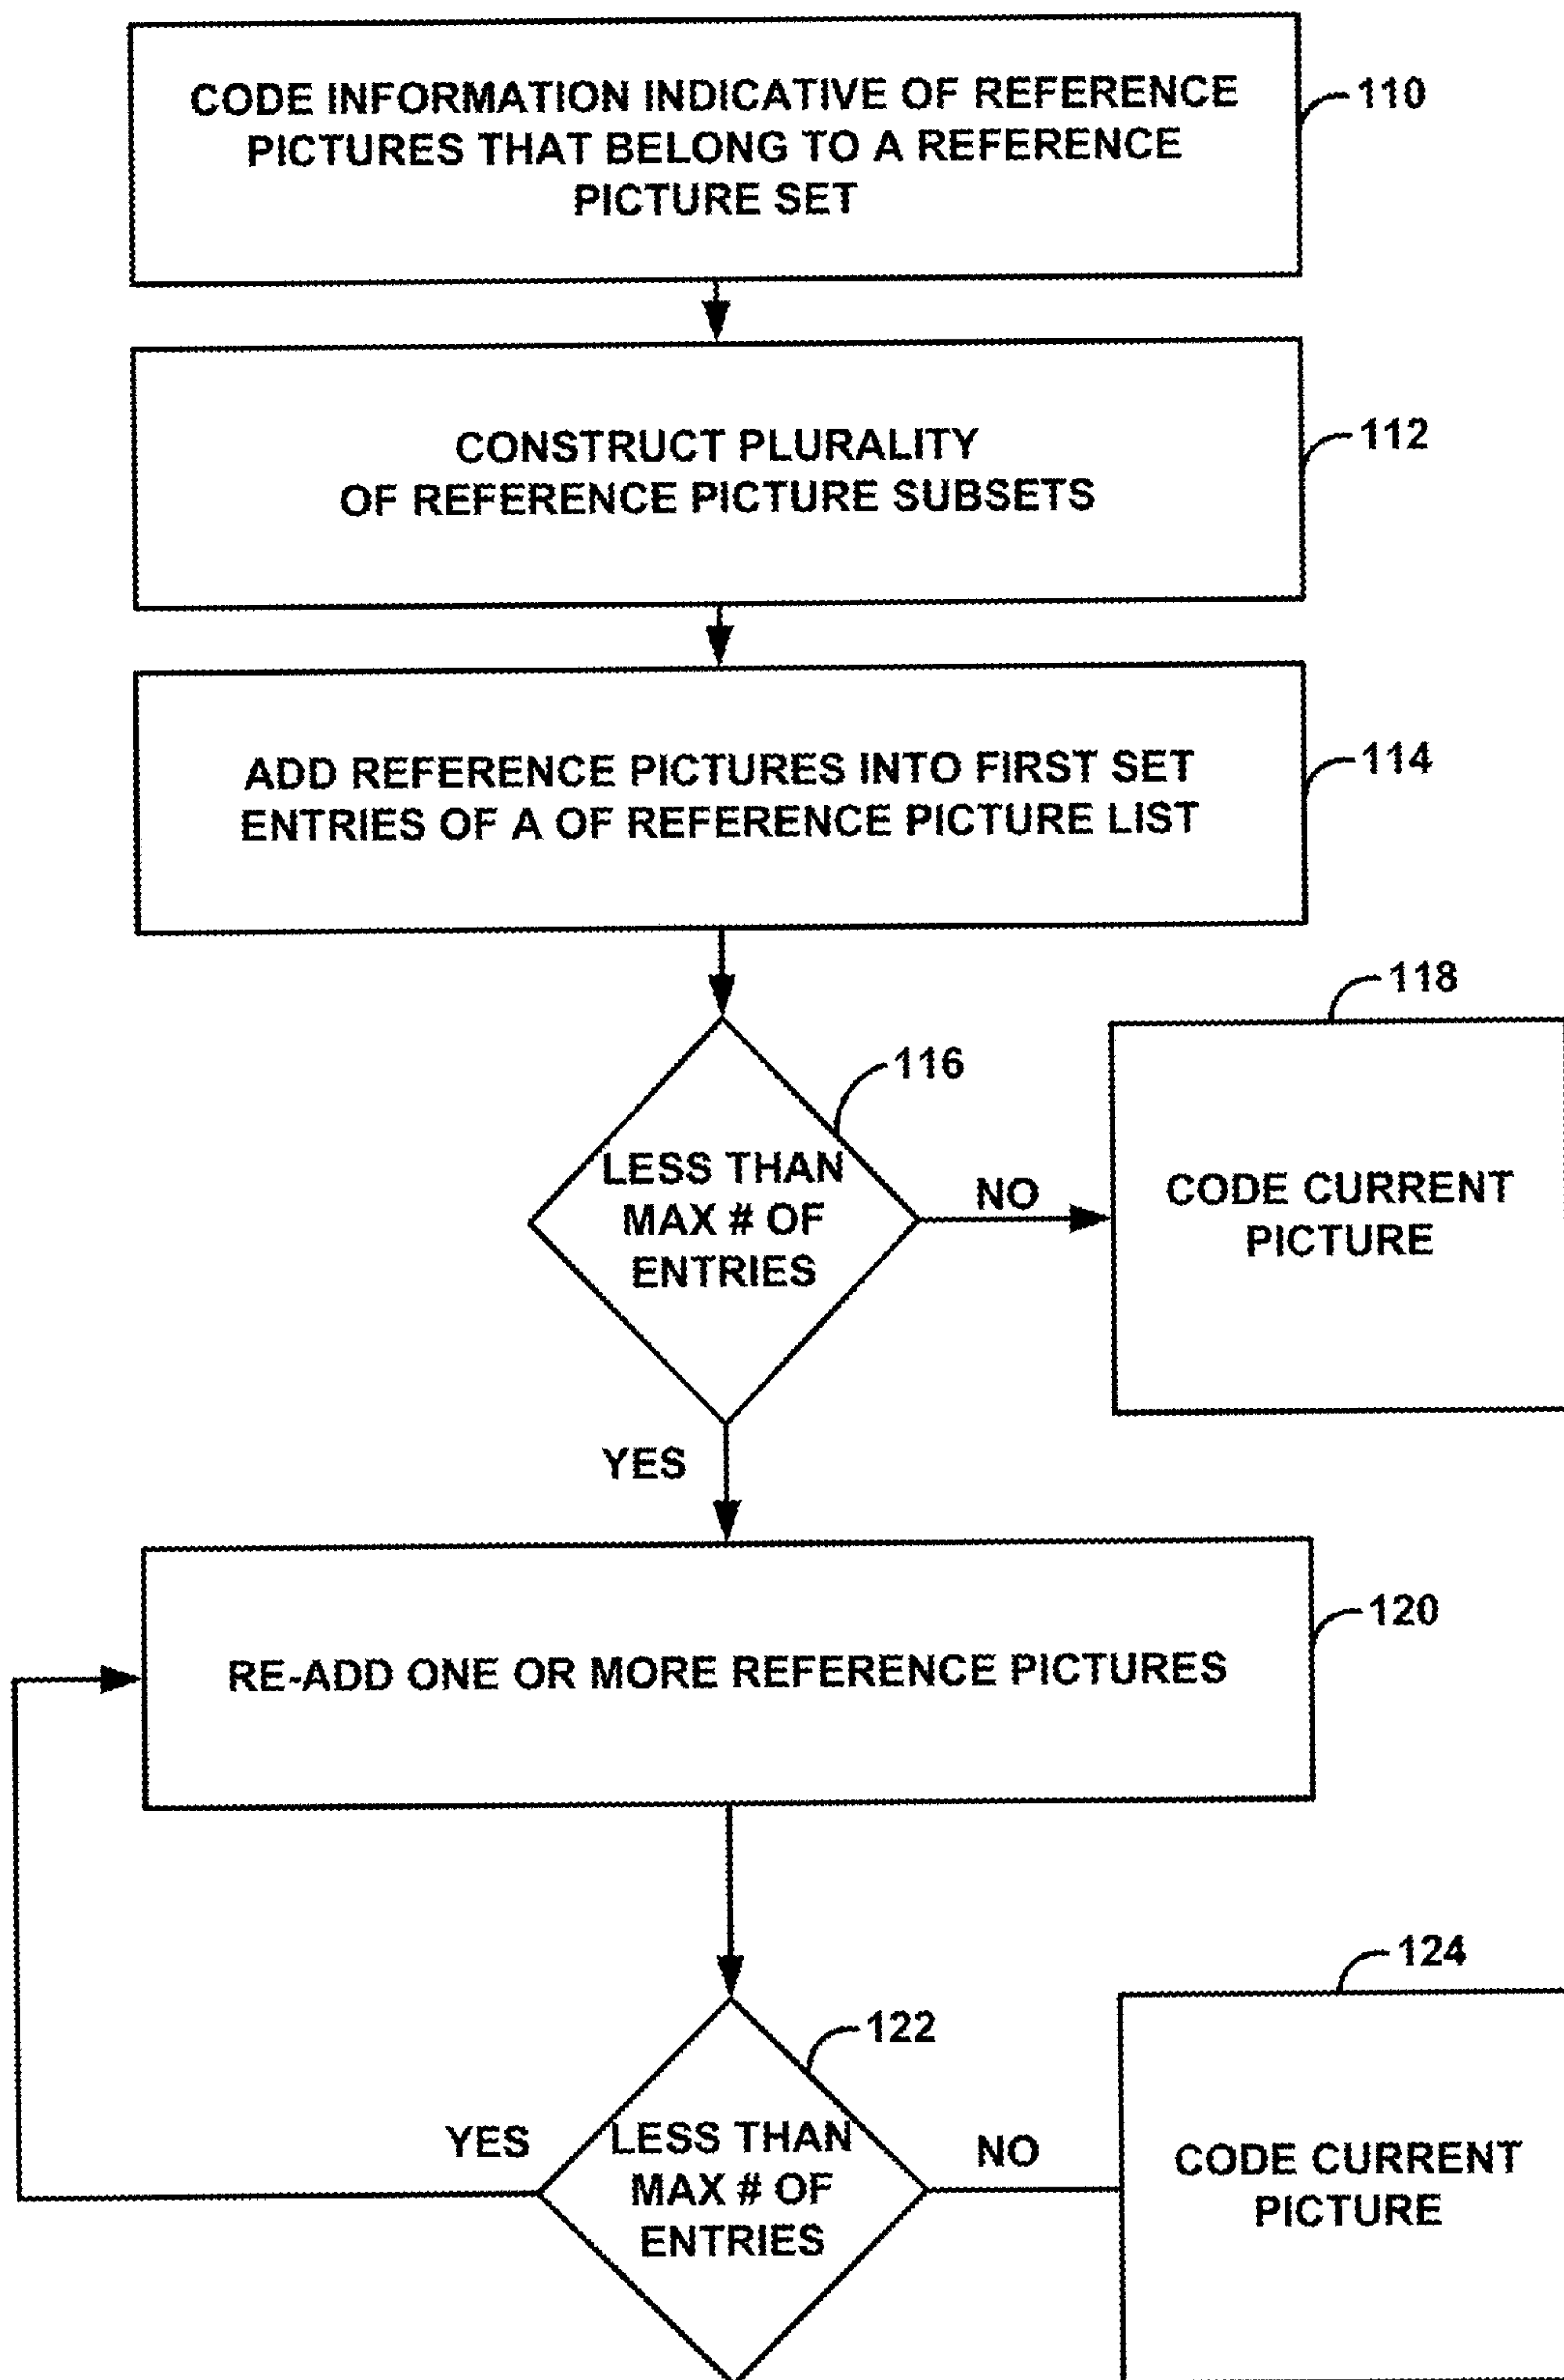 CODE INFORMATION INDICATIVE OF REFERENCE
PICTURES THAT BELONG TO A REFERENCE
PICTURE SET
110
CONSTRUCT PLURALITY
OF REFERENCE PICTURE SUBSETS
112
ADD REFERENCE PICTURES INTO FIRST SET
ENTRIES OF A OF REFERENCE PICTURE LIST
114
116
LESS THAN
MAX # OF
ENTRIES
NO
118
CODE CURRENT
PICTURE
YES
RE-ADD ONE OR MORE REFERENCE PICTURES
120
122
LESS THAN
MAX # OF
ENTRIES
YES
NO
124
CODE CURRENT
PICTURE